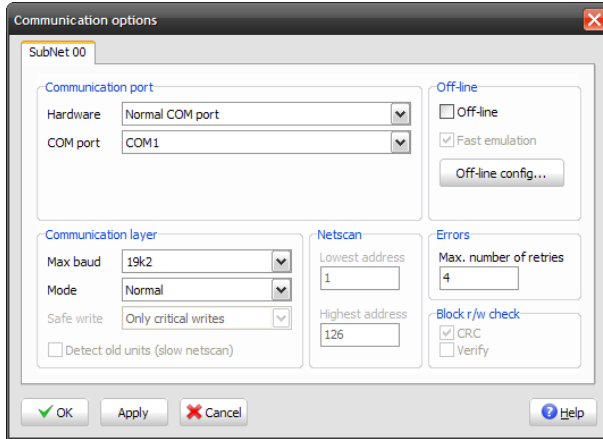 Communication options
SubNet 00
Communication port
Hardware Normal COM port
COM port COM1
Off-line
Off-line
Fast emulation
Off-line config...
Communication layer
Max baud 19k2
Mode Normal
Safe write Only critical writes
Detect old units (slow netscan)
Netscan
Lowest address
1
Highest address
126
Errors
Max. number of retries
4
Block r/w check
CRC
Verify
OK Apply Cancel Help